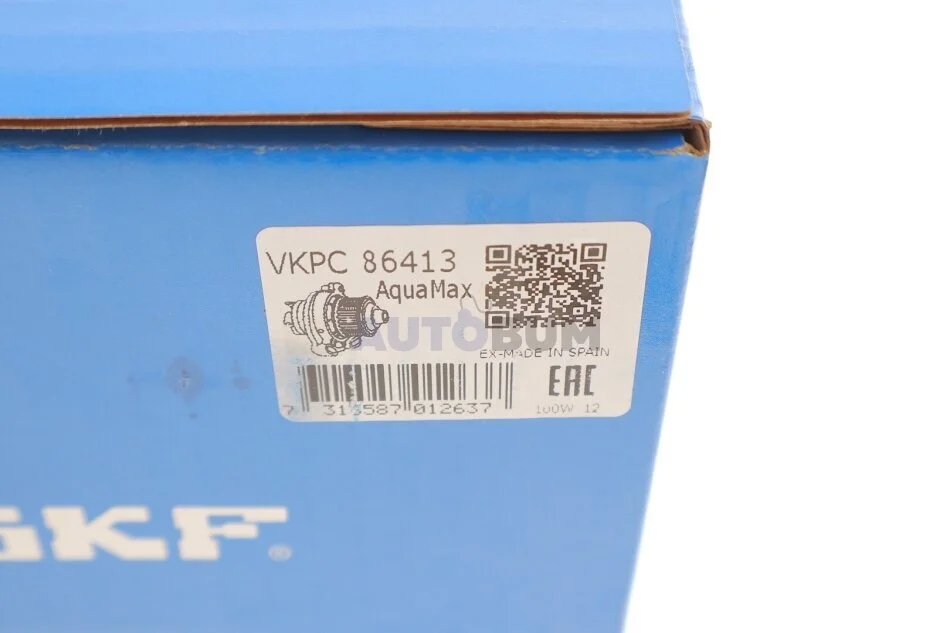 VKPC 86413
AquaMax
AUTOBUM
EX-MADE IN SPAIN
EAC
7 316587 012637
100W 12
SKF®